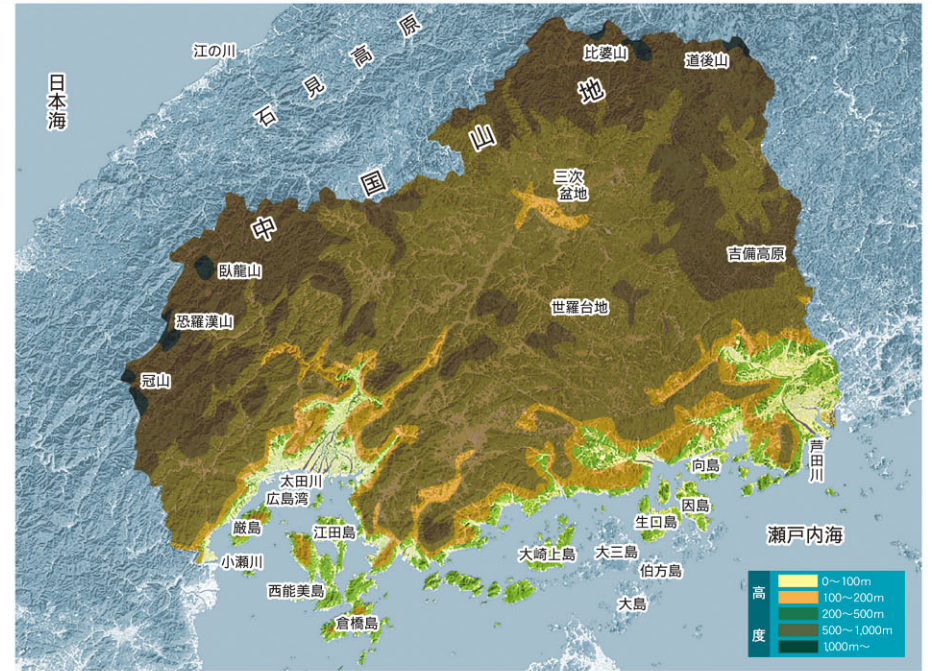 江の川
石見高原
日本海
比婆山
道後山
中国山地
三次
盆地
臥龍山
吉備高原
恐羅漢山
世羅台地
冠山
芦田川
向島
太田川
広島湾
因島
生口島
厳島
江田島
瀬戸内海
小瀬川
大崎上島
大三島
伯方島
西能美島
大島
倉橋島
高度
0〜100m
100〜200m
200〜500m
500〜1,000m
1,000m〜